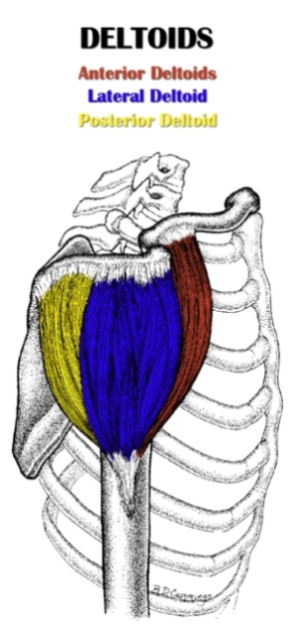 DELTOIDS
Anterior Deltoids
Lateral Deltoid
Posterior Deltoid